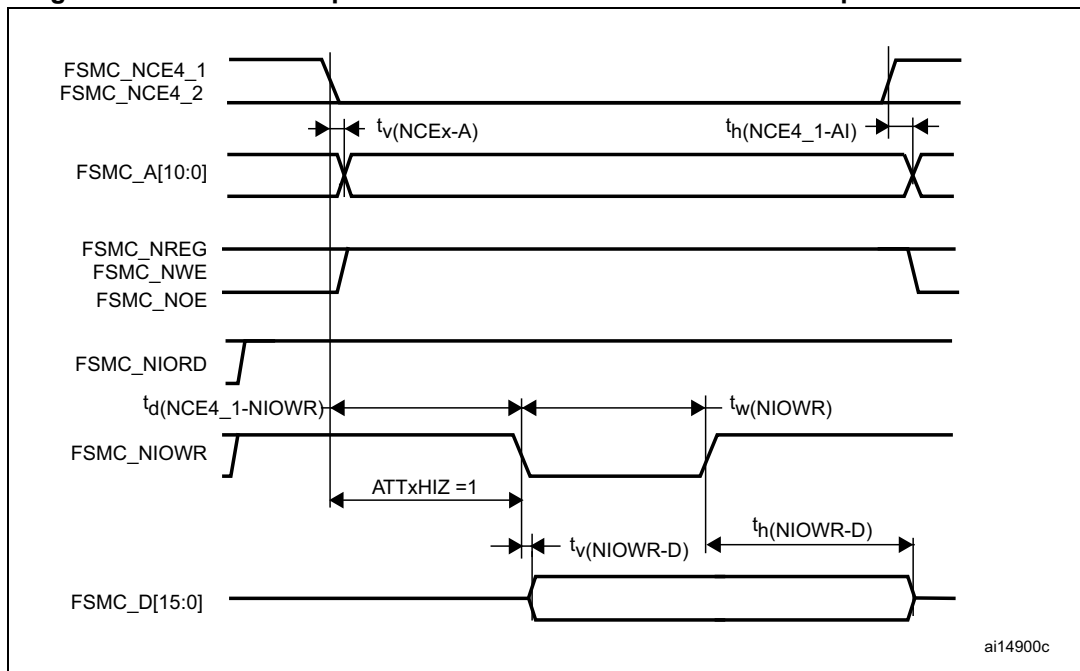 FSMC_NCE4_1
FSMC_NCE4_2
tv(NCEx-A)
th(NCE4_1-AI)
FSMC_A[10:0]
FSMC_NREG
FSMC_NWE
FSMC_NOE
FSMC_NIORD
td(NCE4_1-NIOWR)
tw(NIOWR)
FSMC_NIOWR
ATTxHIZ =1
th(NIOWR-D)
tv(NIOWR-D)
FSMC_D[15:0]
ai14900c